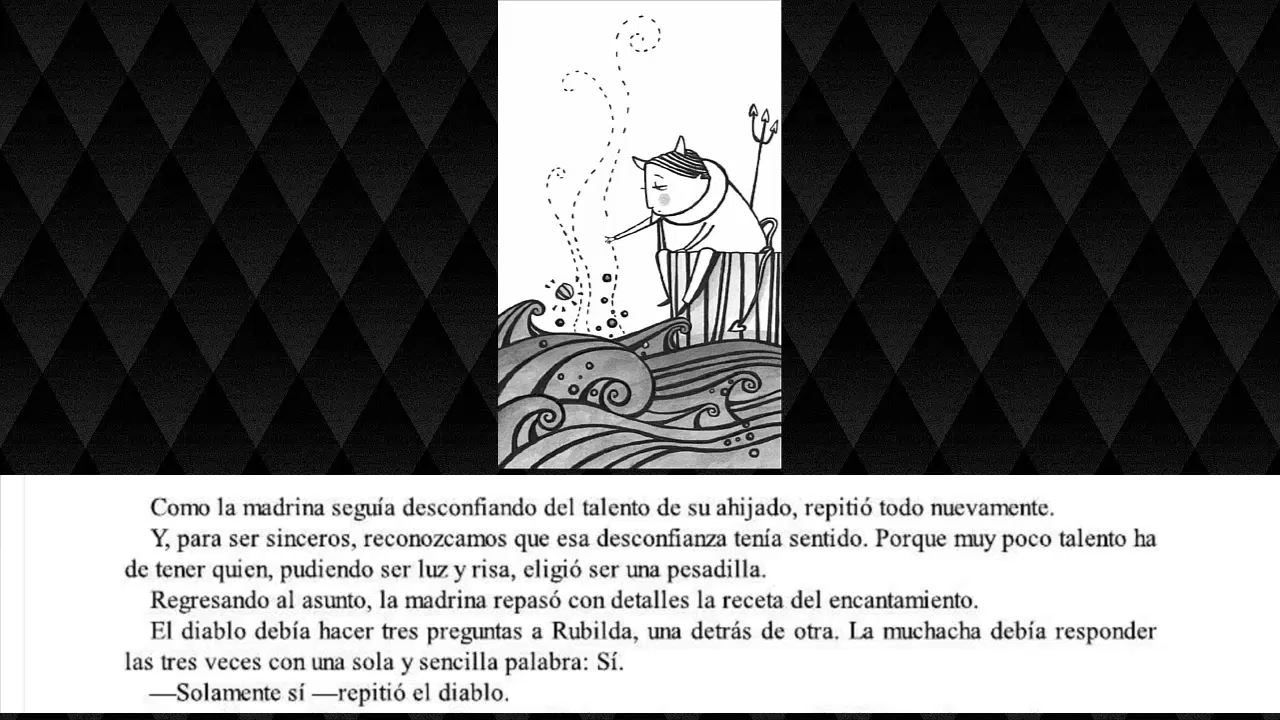 Como la madrina seguía desconfiando del talento de su ahijado, repitió todo nuevamente.
Y, para ser sinceros, reconozcamos que esa desconfianza tenía sentido. Porque muy poco talento ha
de tener quien, pudiendo ser luz y risa, eligió ser una pesadilla.
Regresando al asunto, la madrina repasó con detalles la receta del encantamiento.
El diablo debía hacer tres preguntas a Rubilda, una detrás de otra. La muchacha debía responder
las tres veces con una sola y sencilla palabra: Sí.
—Solamente sí —repitió el diablo.